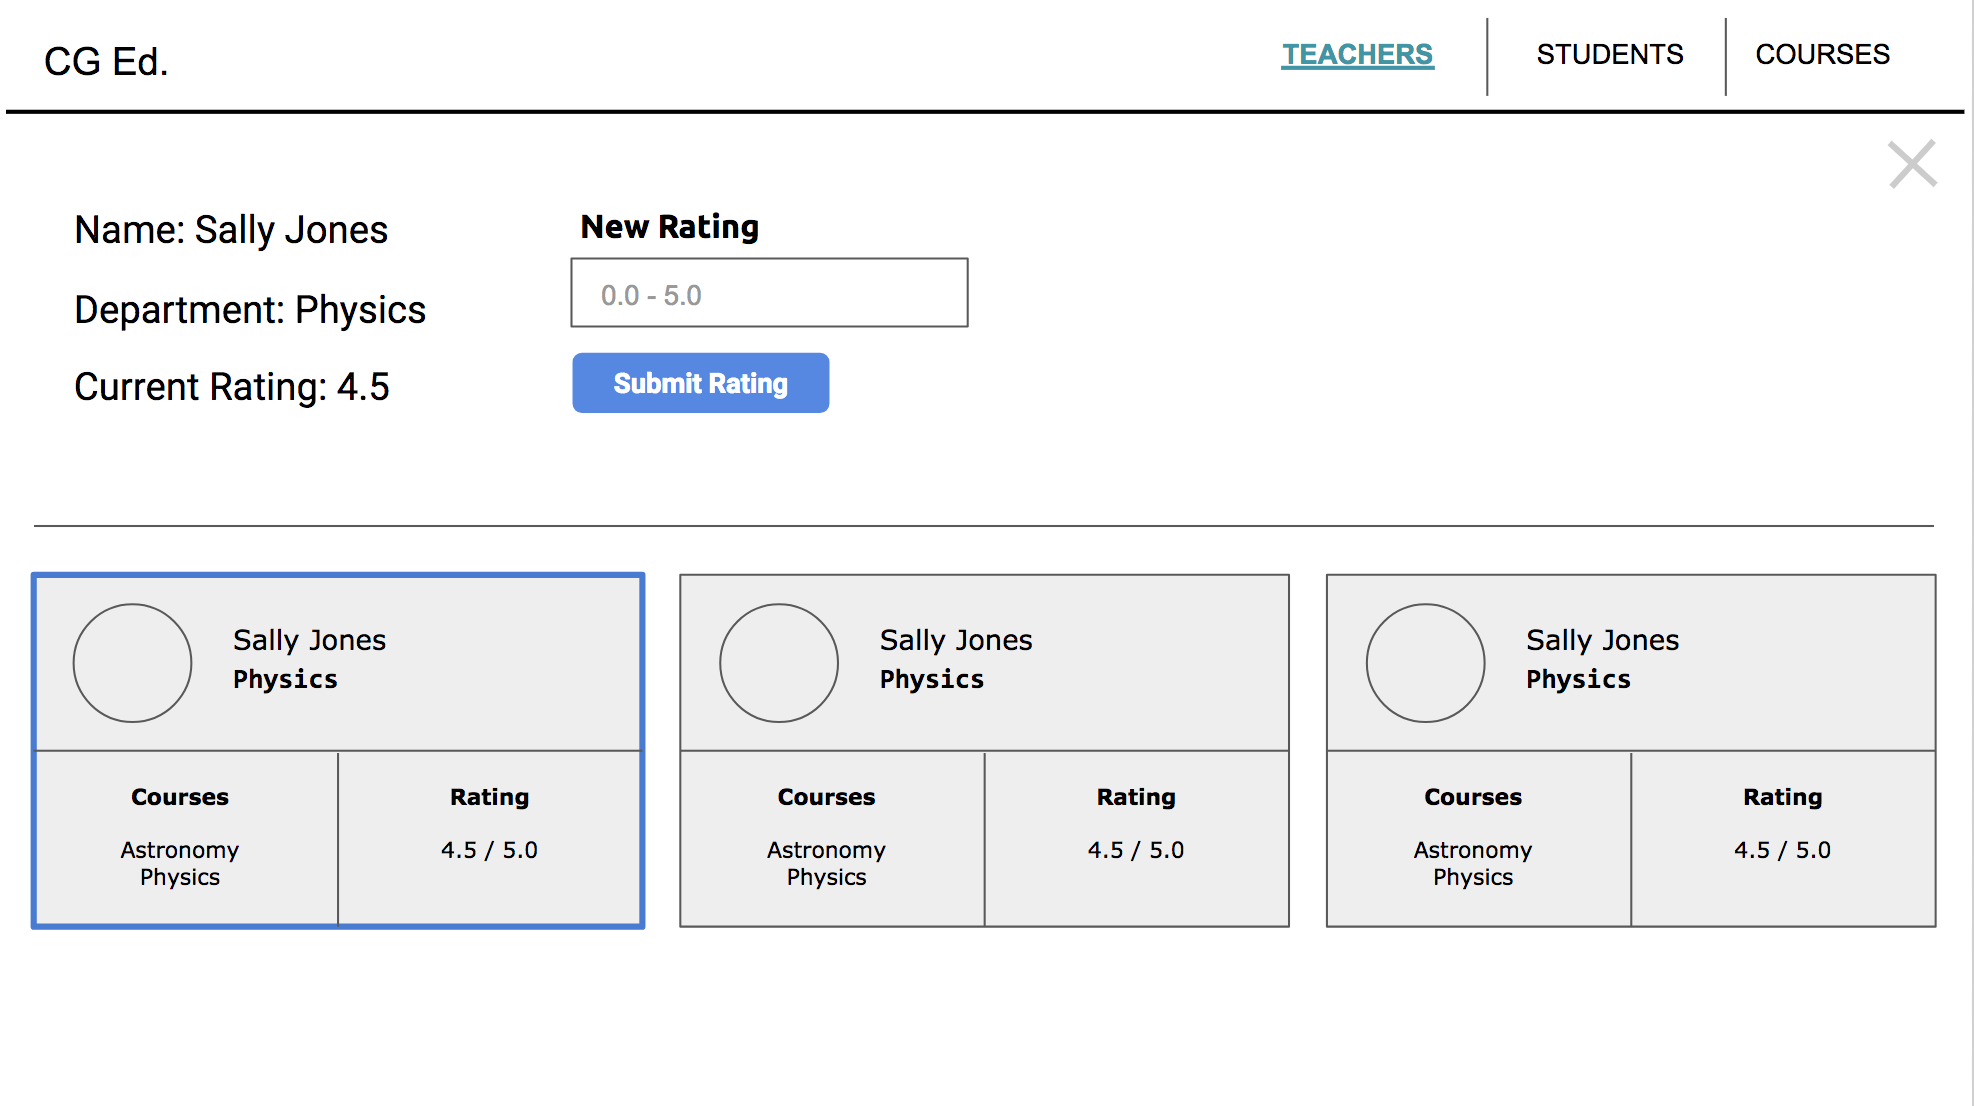 CG Ed.
TEACHERS
STUDENTS
COURSES
Name: Sally Jones
Department: Physics
Current Rating: 4.5
New Rating
0.0 - 5.0
Submit Rating
Sally Jones
Physics
Courses
Astronomy
Physics
Rating
4.5 / 5.0
Sally Jones
Physics
Courses
Astronomy
Physics
Rating
4.5 / 5.0
Sally Jones
Physics
Courses
Astronomy
Physics
Rating
4.5 / 5.0